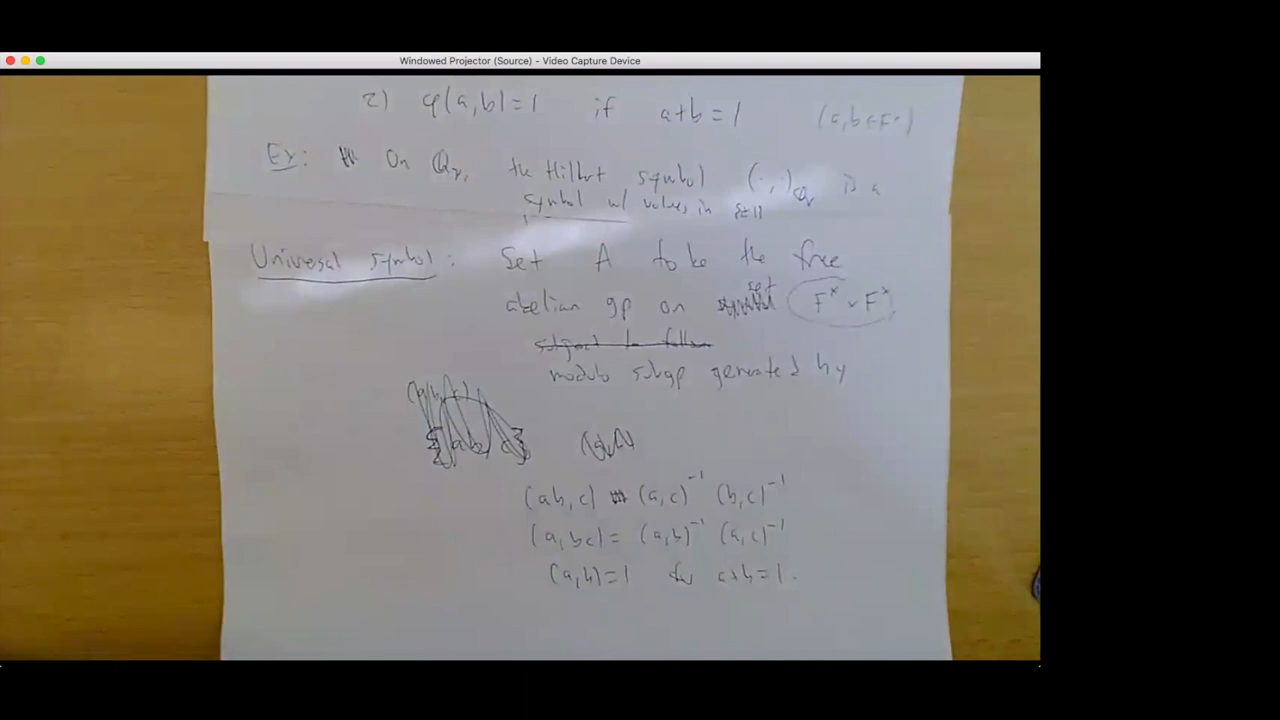 Windowed Projector (Source) - Video Capture Device
2) φ(a,b)=1 if a+b=1 (a,b∈F^×)
Ex: On Q_v, the Hilbert symbol (·,·)_{Q_v} is a
symbol w/ values in {±1}
Universal symbol: Set A to be the free
abelian gp on set F^× × F^×
modulo subgp generated by
(ab,c) (a,c)^{-1} (b,c)^{-1}
(a,bc) = (a,b)^{-1} (a,c)^{-1}
(a,b)=1 for a+b=1.